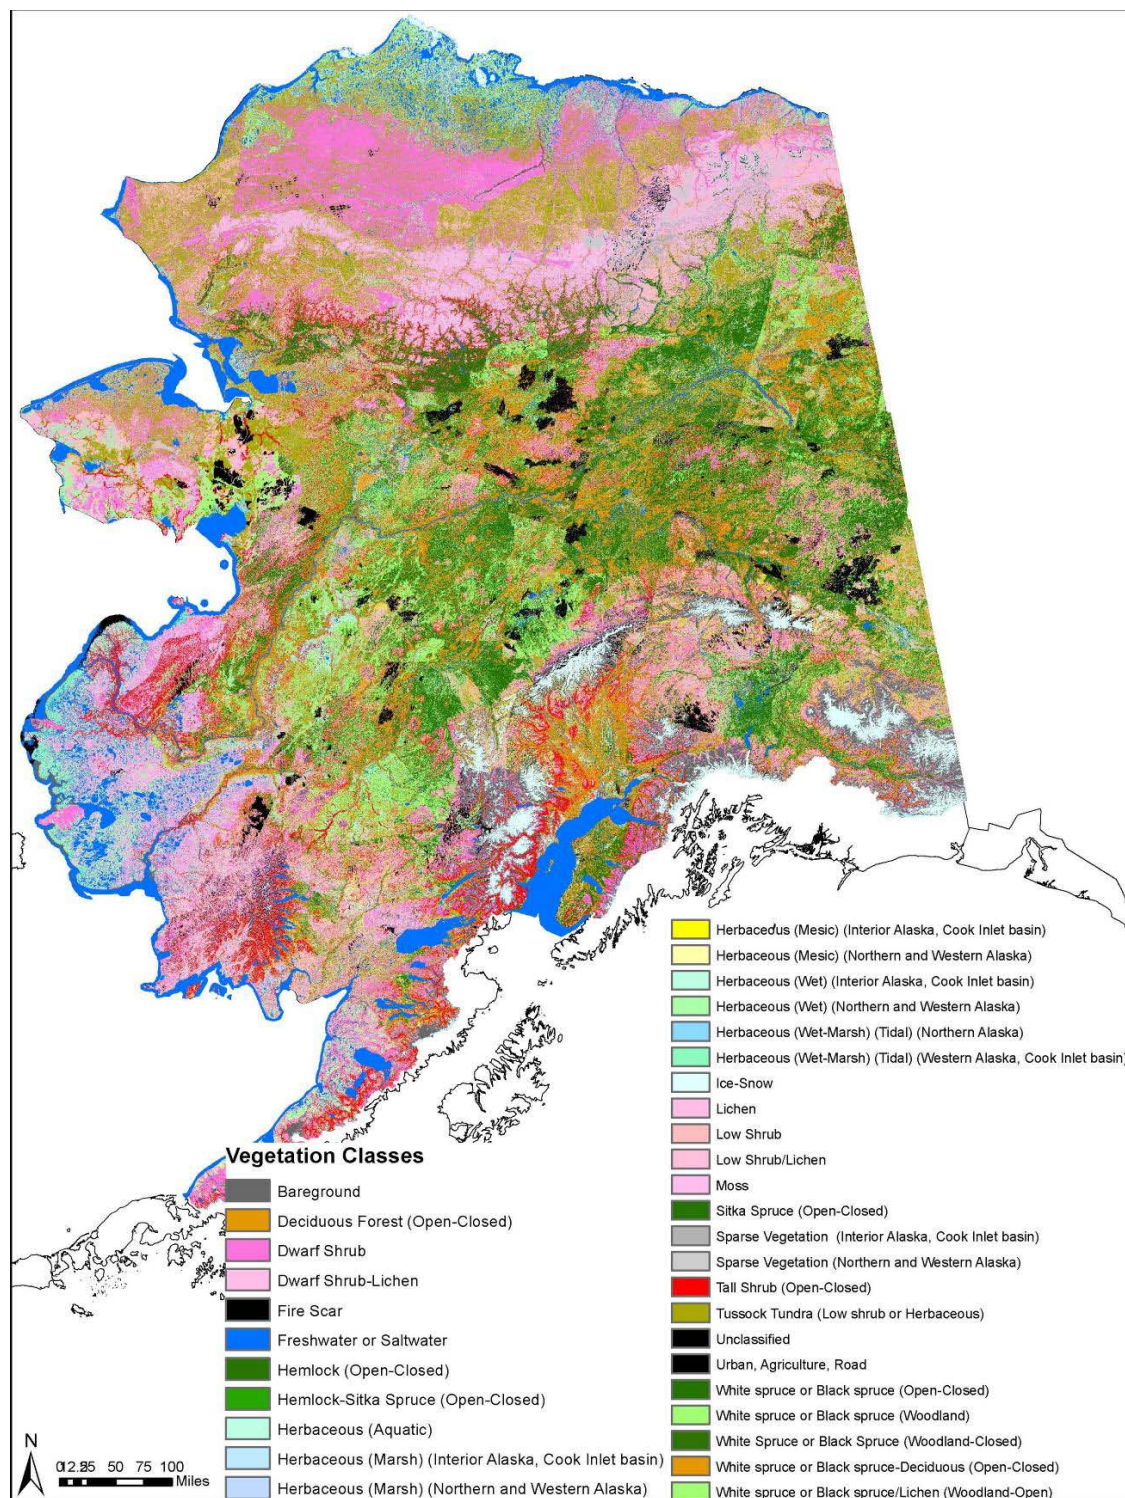 Herbaceus (Mesic) (Interior Alaska, Cook Inlet basin)
Herbaceous (Mesic) (Northern and Western Alaska)
Herbaceous (Wet) (Interior Alaska, Cook Inlet basin)
Herbaceous (Wet) (Northern and Western Alaska)
Herbaceous (Wet-Marsh) (Tidal) (Northern Alaska)
Herbaceous (Wet-Marsh) (Tidal) (Western Alaska, Cook Inlet basin)
Ice-Snow
Lichen
Low Shrub
Low Shrub/Lichen
Moss
Sitka Spruce (Open-Closed)
Sparse Vegetation (Interior Alaska, Cook Inlet basin)
Sparse Vegetation (Northern and Western Alaska)
Tall Shrub (Open-Closed)
Tussock Tundra (Low shrub or Herbaceous)
Unclassified
Urban, Agriculture, Road
White spruce or Black spruce (Open-Closed)
White spruce or Black spruce (Woodland)
White Spruce or Black Spruce (Woodland-Closed)
White spruce or Black spruce-Deciduous (Open-Closed)
White spruce or Black spruce/Lichen (Woodland-Open)
Vegetation Classes
Bareground
Deciduous Forest (Open-Closed)
Dwarf Shrub
Dwarf Shrub-Lichen
Fire Scar
Freshwater or Saltwater
Hemlock (Open-Closed)
Hemlock-Sitka Spruce (Open-Closed)
Herbaceous (Aquatic)
Herbaceous (Marsh) (Interior Alaska, Cook Inlet basin)
Herbaceous (Marsh) (Northern and Western Alaska)
N
50 75 100
Miles